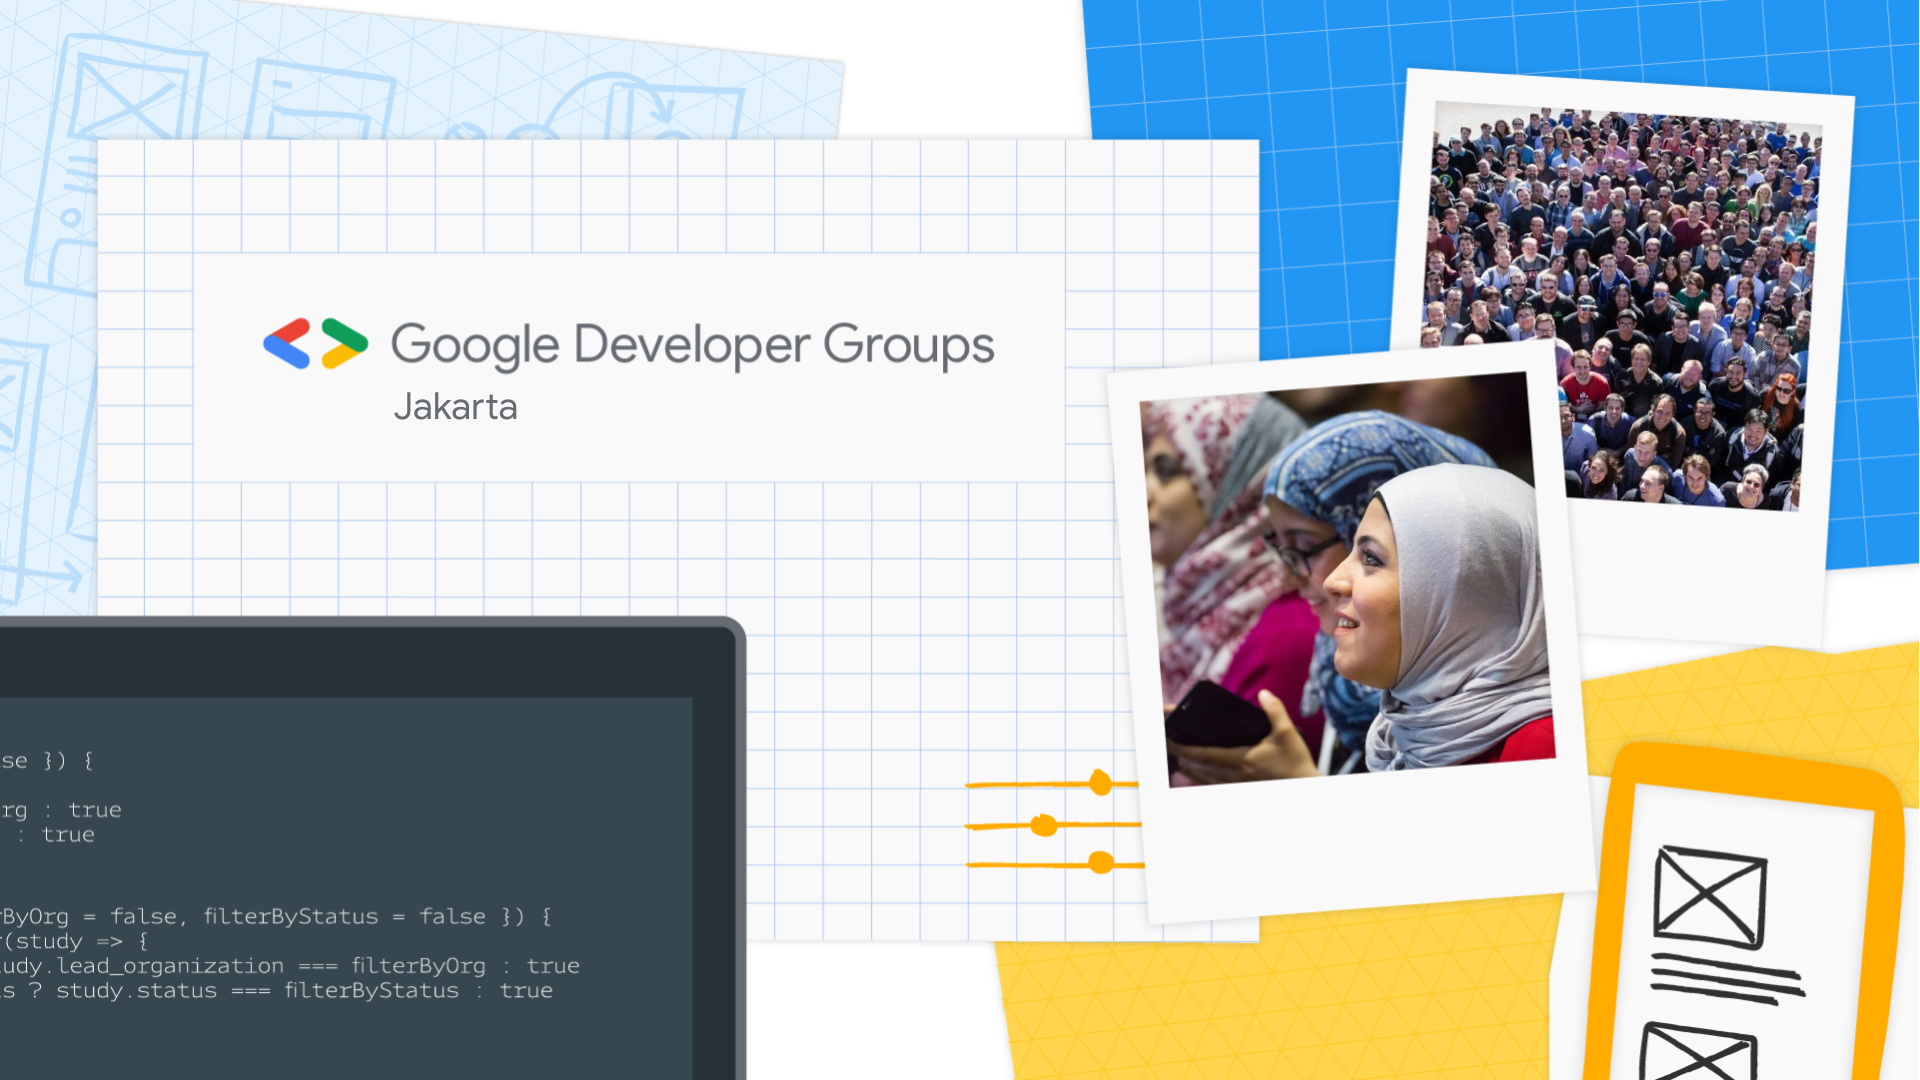 Google Developer Groups
Jakarta
se }) {
rg : true
: true
ByOrg = false, filterByStatus = false }) {
(study => {
udy.lead_organization === filterByOrg : true
s ? study.status === filterByStatus : true